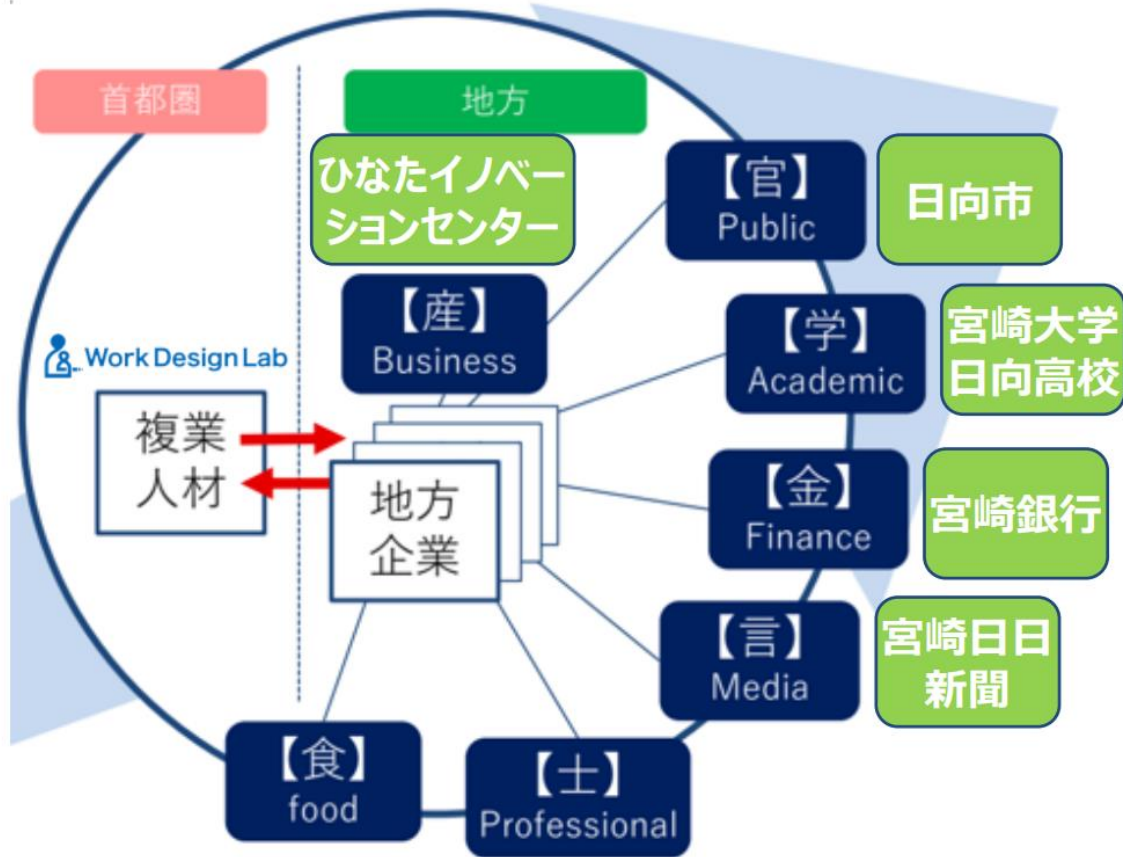 首都圏
地方
ひなたイノベー
ションセンター
【官】
Public
日向市
【産】
Business
【学】
Academic
宮崎大学
日向高校
Work Design Lab
複業
人材
地方
企業
【金】
Finance
宮崎銀行
【言】
Media
宮崎日日
新聞
【食】
food
【士】
Professional